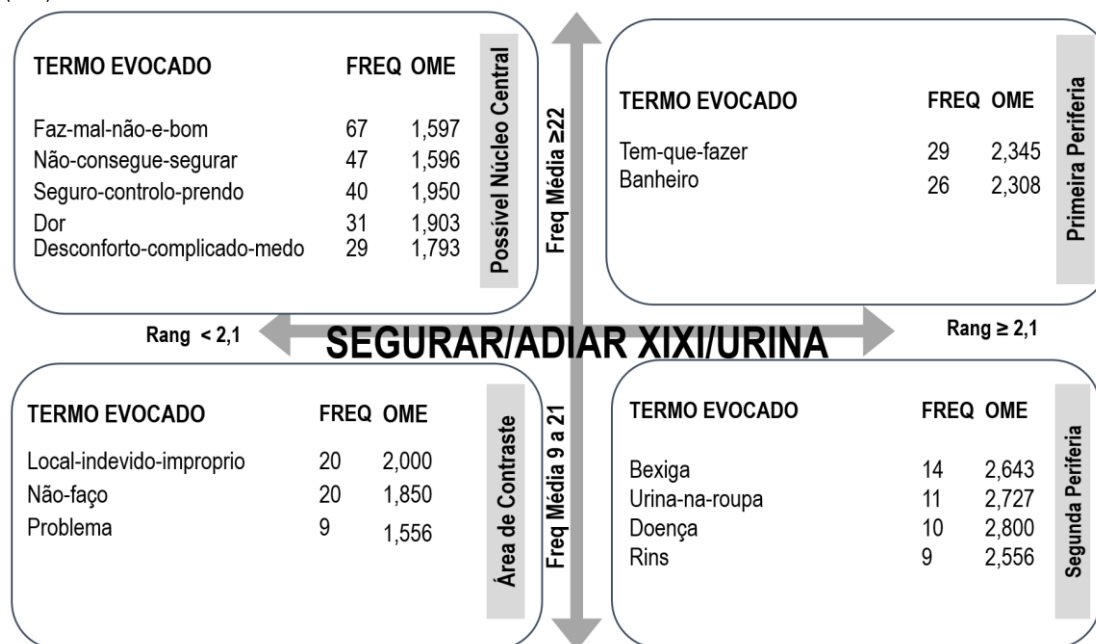 TERMO EVOCADO FREQ OME
Faz-mal-não-e-bom 67 1,597
Não-consegue-segurar 47 1,596
Seguro-controlo-prendo 40 1,950
Dor 31 1,903
Desconforto-complicado-medo 29 1,793
Possível Núcleo Central
Freq Média ≥22
TERMO EVOCADO FREQ OME
Tem-que-fazer 29 2,345
Banheiro 26 2,308
Primeira Periferia
Rang < 2,1
SEGURAR/ADIAR XIXI/URINA
Rang ≥ 2,1
TERMO EVOCADO FREQ OME
Local-indevido-improprio 20 2,000
Não-faço 20 1,850
Problema 9 1,556
Área de Contraste
Freq Média 9 a 21
TERMO EVOCADO FREQ OME
Bexiga 14 2,643
Urina-na-roupa 11 2,727
Doença 10 2,800
Rins 9 2,556
Segunda Periferia